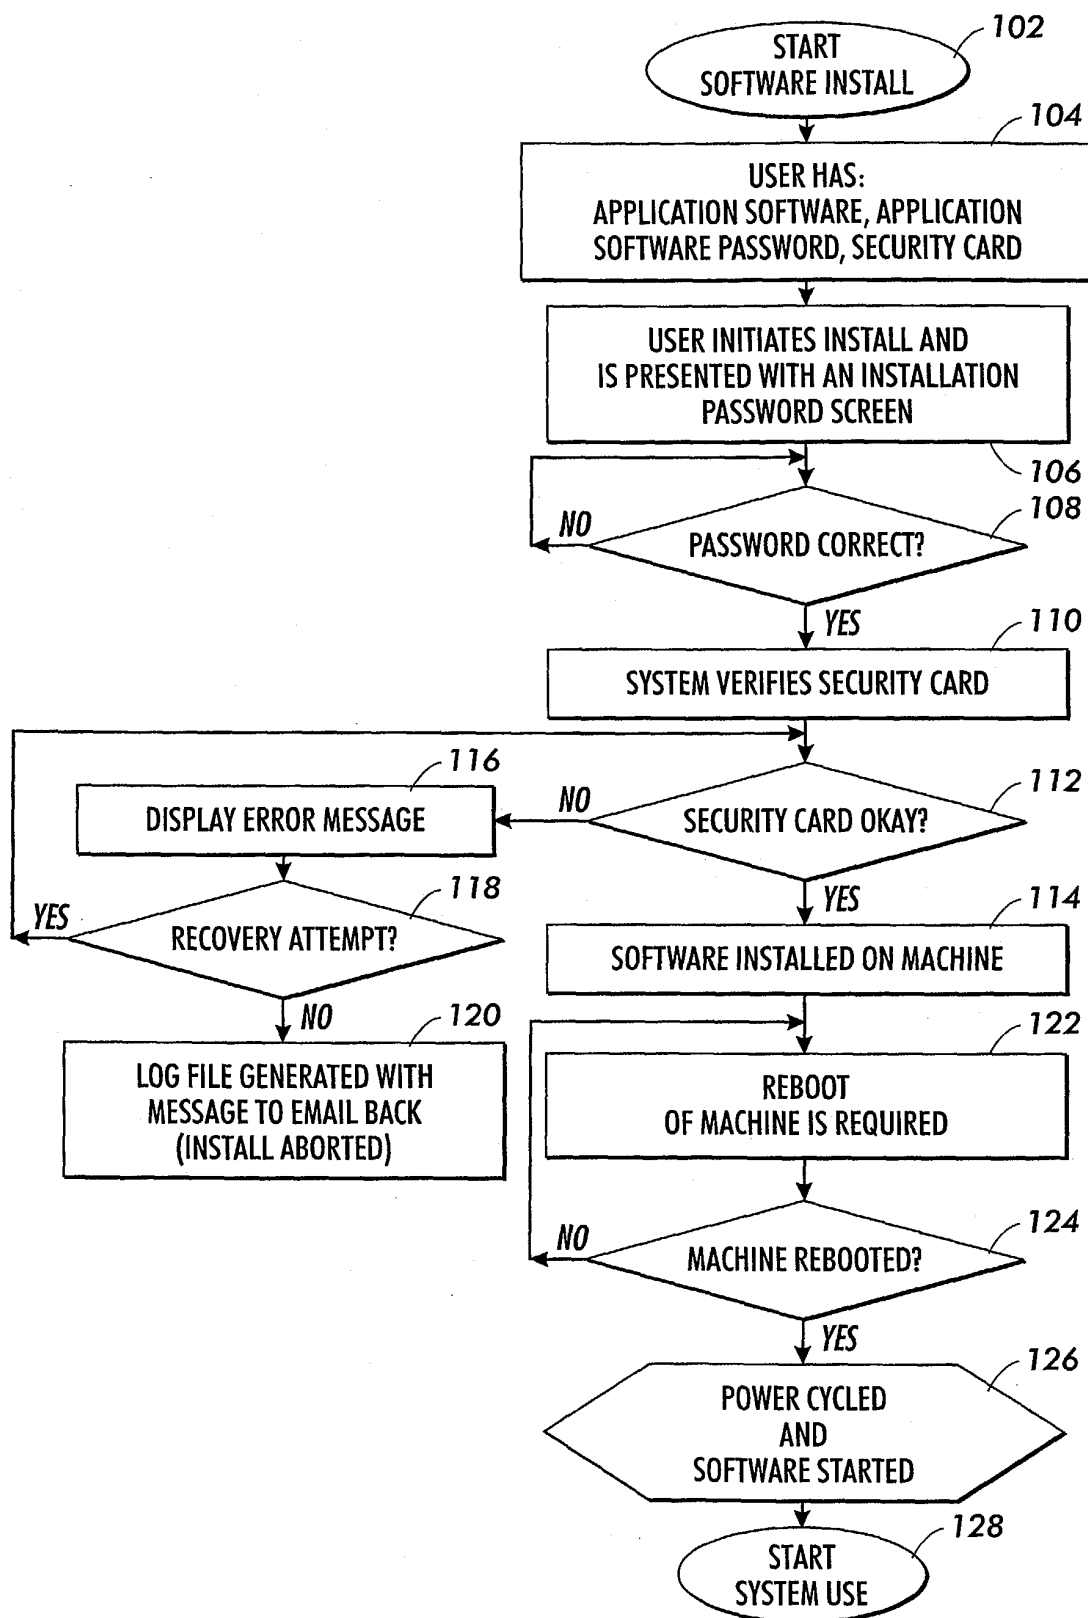 102
START
SOFTWARE INSTALL
104
USER HAS:
APPLICATION SOFTWARE, APPLICATION
SOFTWARE PASSWORD, SECURITY CARD
USER INITIATES INSTALL AND
IS PRESENTED WITH AN INSTALLATION
PASSWORD SCREEN
106
108
NO
PASSWORD CORRECT?
YES
110
SYSTEM VERIFIES SECURITY CARD
116
112
DISPLAY ERROR MESSAGE
NO
SECURITY CARD OKAY?
118
YES
114
YES
RECOVERY ATTEMPT?
SOFTWARE INSTALLED ON MACHINE
NO
120
122
LOG FILE GENERATED WITH
MESSAGE TO EMAIL BACK
(INSTALL ABORTED)
REBOOT
OF MACHINE IS REQUIRED
124
NO
MACHINE REBOOTED?
YES
126
POWER CYCLED
AND
SOFTWARE STARTED
128
START
SYSTEM USE